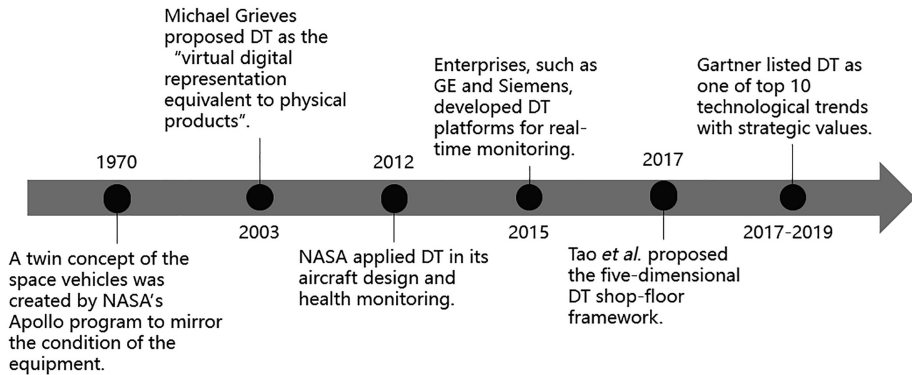 1970
A twin concept of the
space vehicles was
created by NASA's
Apollo program to mirror
the condition of the
equipment.
Michael Grieves
proposed DT as the
"virtual digital
representation
equivalent to physical
products".
2003
2012
NASA applied DT in its
aircraft design and
health monitoring.
Enterprises, such as
GE and Siemens,
developed DT
platforms for real-
time monitoring.
2015
2017
Tao et al. proposed
the five-dimensional
DT shop-floor
framework.
Gartner listed DT as
one of top 10
technological trends
with strategic values.
2017-2019